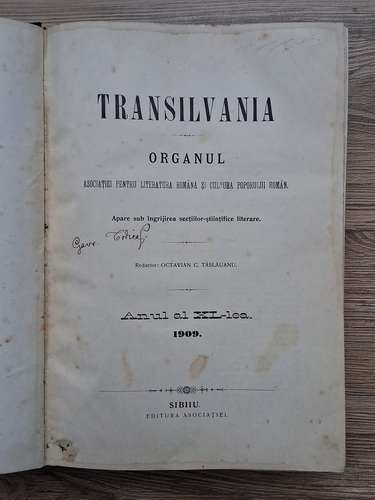 TRANSILVANIA
ORGANUL
ASOCIAȚIEI PENTRU LITERATURA ROMÂNĂ ȘI CULTURA POPORULUI ROMÂN.
Apare sub îngrijirea secțiilor-științifice literare.
Redactor: OCTAVIAN C. TĂSLĂUANU.
Anul al XL-lea.
1909.
SIBIIU.
EDITURA ASOCIAȚIEI.